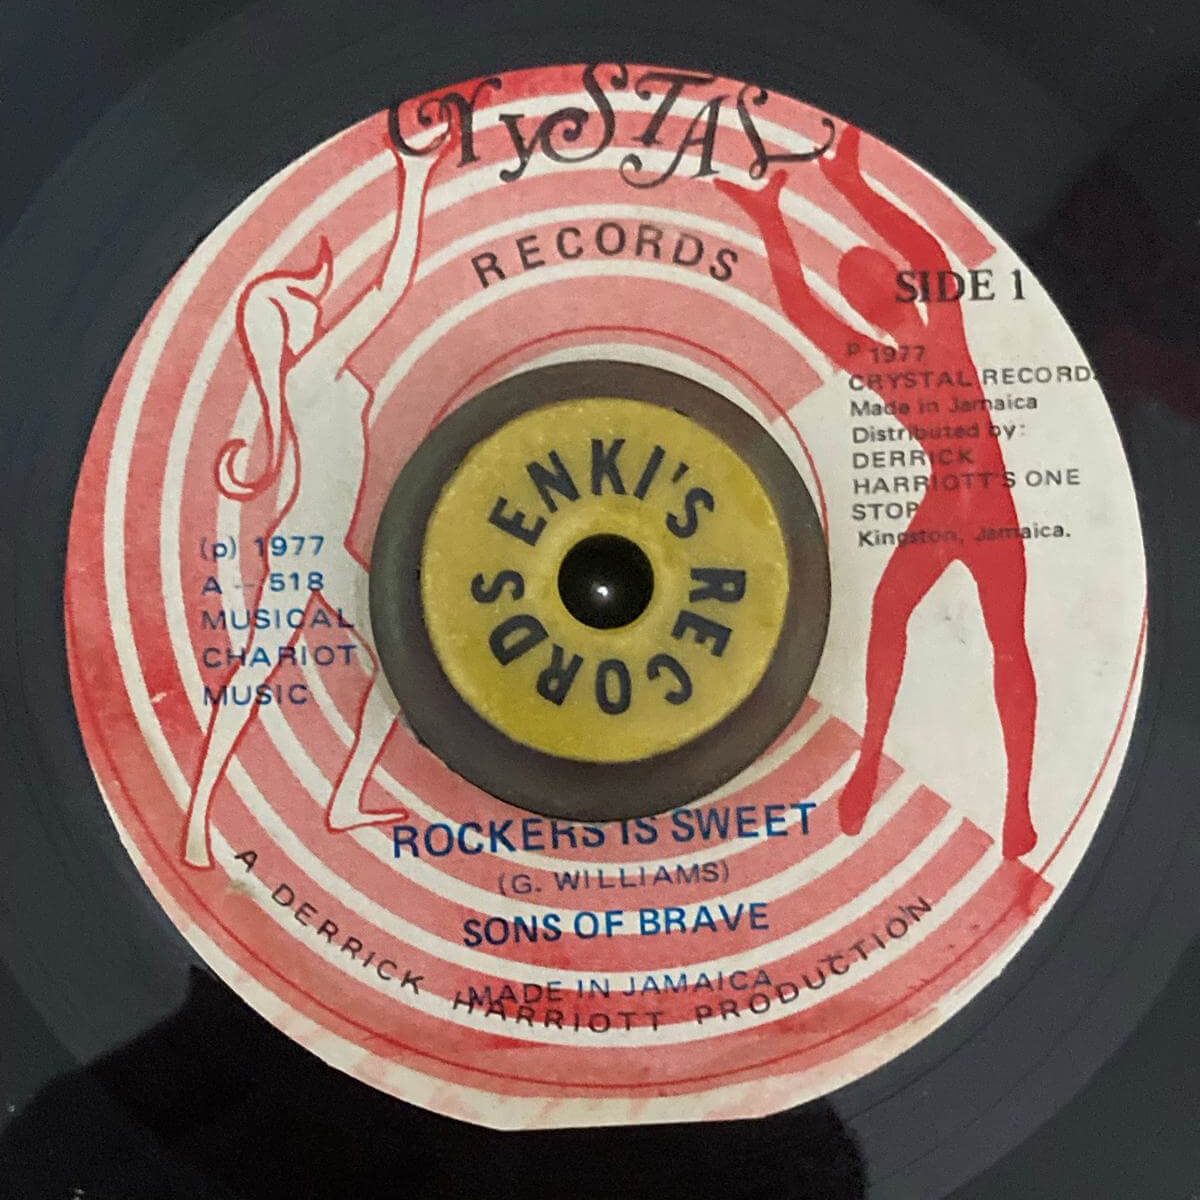 CRYSTAL
RECORDS
SIDE 1
P 1977
CRYSTAL RECORDS
Made in Jamaica
Distributed by:
DERRICK
HARRIOTT'S ONE
STOP
Kingston, Jamaica.
ENKI'S RECORDS
(p) 1977
A - 518
MUSICAL
CHARIOT
MUSIC
ROCKERS IS SWEET
(G. WILLIAMS)
SONS OF BRAVE
MADE IN JAMAICA
A DERRICK HARRIOTT PRODUCTION